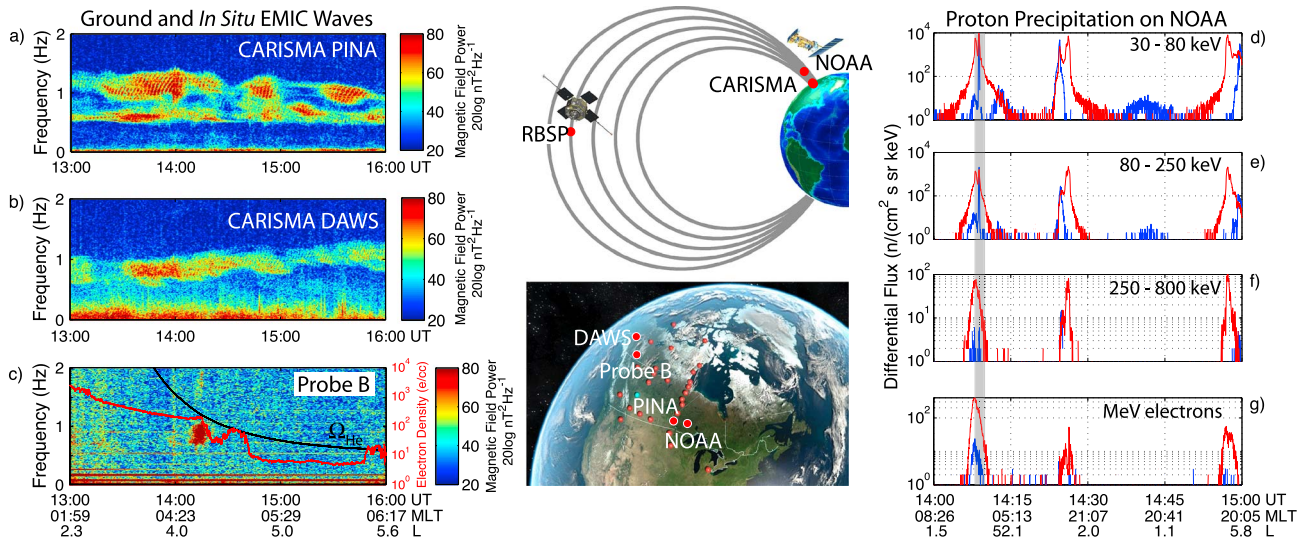 Ground and In Situ EMIC Waves
a)
2
1
0
Frequency (Hz)
CARISMA PINA
13:00 14:00 15:00 16:00 UT
80
60
40
20
Magnetic Field Power
20log nT²Hz⁻¹
b)
2
1
0
Frequency (Hz)
CARISMA DAWS
13:00 14:00 15:00 16:00
80
60
40
20
Magnetic Field Power
20log nT²Hz⁻¹
c)
2
1
0
Frequency (Hz)
Probe B
ΩHe
10⁴
10³
10²
10¹
10⁰
Electron Density (e/cc)
80
60
40
20
Magnetic Field Power
20log nT²Hz⁻¹
13:00 14:00 15:00 16:00 UT
01:59 04:23 05:29 06:17 MLT
2.3 4.0 5.0 5.6 L
NOAA
CARISMA
RBSP
DAWS
Probe B
PINA
NOAA
Proton Precipitation on NOAA
Differential Flux (n/(cm² s sr keV)
10⁴
10²
10⁰
30 - 80 keV
d)
10⁴
10²
10⁰
80 - 250 keV
e)
10²
10¹
10⁰
250 - 800 keV
f)
10²
10⁰
MeV electrons
g)
14:00 14:15 14:30 14:45 15:00 UT
08:26 05:13 21:07 20:41 20:05 MLT
1.5 52.1 2.0 1.1 5.8 L